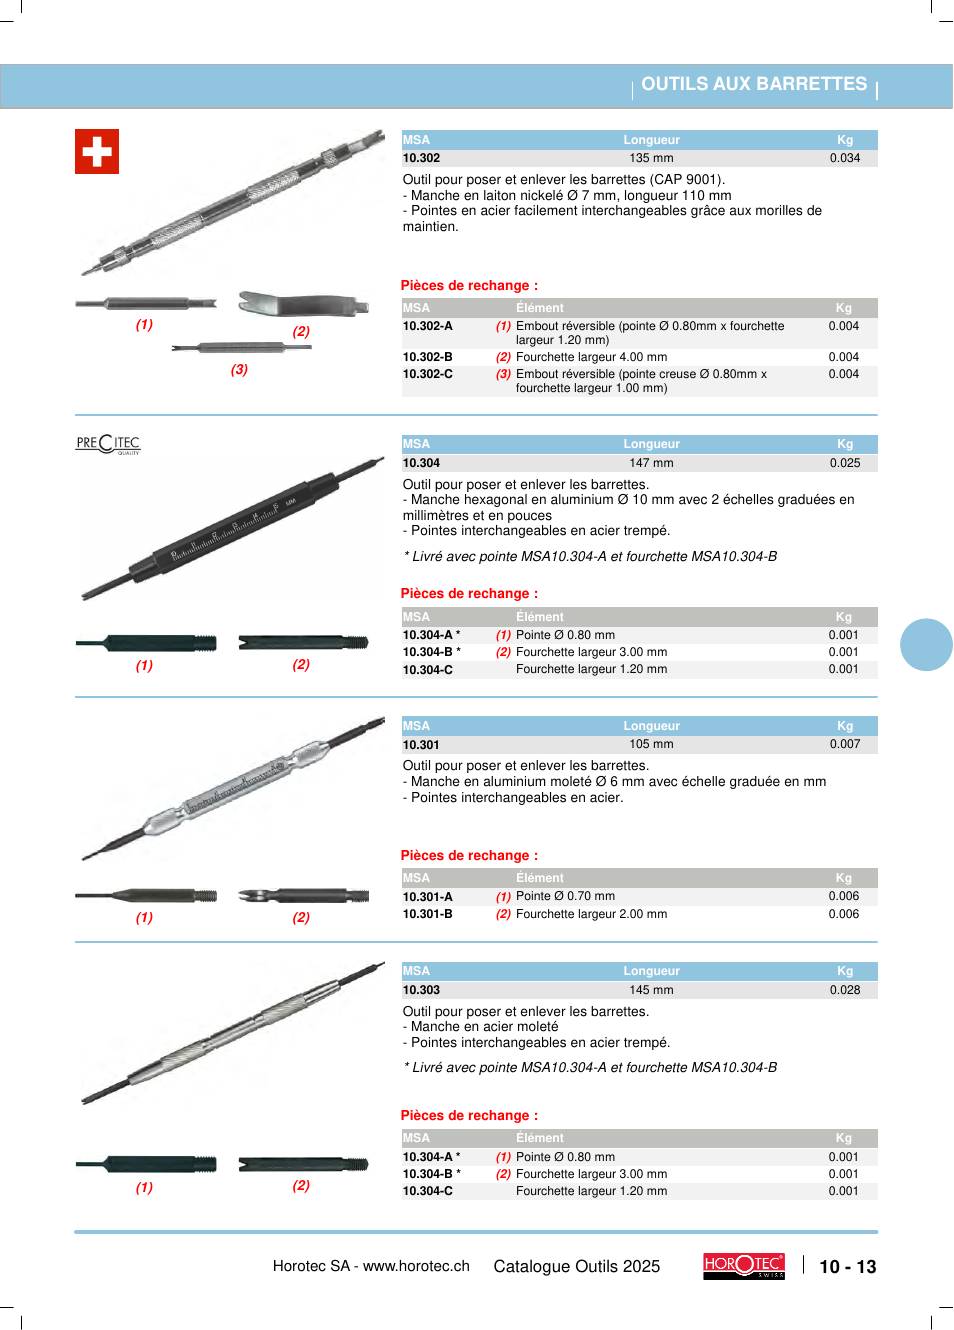 OUTILS AUX BARRETTES
MSA Longueur Kg
10.302 135 mm 0.034
Outil pour poser et enlever les barrettes (CAP 9001).
- Manche en laiton nickelé Ø 7 mm, longueur 110 mm
- Pointes en acier facilement interchangeables grâce aux morilles de
maintien.
(1)
(2)
(3)
Pièces de rechange :
MSA Élément Kg
10.302-A (1) Embout réversible (pointe Ø 0.80mm x fourchette 0.004
largeur 1.20 mm)
10.302-B (2) Fourchette largeur 4.00 mm 0.004
10.302-C (3) Embout réversible (pointe creuse Ø 0.80mm x 0.004
fourchette largeur 1.00 mm)
PRECITEC
QUALITY
MSA Longueur Kg
10.304 147 mm 0.025
Outil pour poser et enlever les barrettes.
- Manche hexagonal en aluminium Ø 10 mm avec 2 échelles graduées en
millimètres et en pouces
- Pointes interchangeables en acier trempé.
* Livré avec pointe MSA10.304-A et fourchette MSA10.304-B
MM
(1)
(2)
Pièces de rechange :
MSA Élément Kg
10.304-A * (1) Pointe Ø 0.80 mm 0.001
10.304-B * (2) Fourchette largeur 3.00 mm 0.001
10.304-C Fourchette largeur 1.20 mm 0.001
MSA Longueur Kg
10.301 105 mm 0.007
Outil pour poser et enlever les barrettes.
- Manche en aluminium moleté Ø 6 mm avec échelle graduée en mm
- Pointes interchangeables en acier.
(1)
(2)
Pièces de rechange :
MSA Élément Kg
10.301-A (1) Pointe Ø 0.70 mm 0.006
10.301-B (2) Fourchette largeur 2.00 mm 0.006
MSA Longueur Kg
10.303 145 mm 0.028
Outil pour poser et enlever les barrettes.
- Manche en acier moleté
- Pointes interchangeables en acier trempé.
* Livré avec pointe MSA10.304-A et fourchette MSA10.304-B
(1)
(2)
Pièces de rechange :
MSA Élément Kg
10.304-A * (1) Pointe Ø 0.80 mm 0.001
10.304-B * (2) Fourchette largeur 3.00 mm 0.001
10.304-C Fourchette largeur 1.20 mm 0.001
Horotec SA - www.horotec.ch Catalogue Outils 2025 HOROTEC SWISS 10 - 13